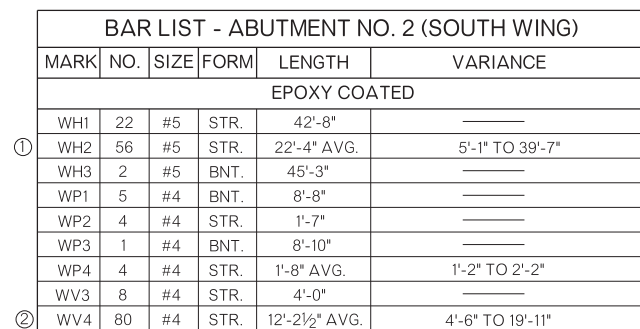 BAR LIST - ABUTMENT NO. 2 (SOUTH WING)
MARK NO. SIZE FORM LENGTH VARIANCE
EPOXY COATED
WH1 22 #5 STR. 42'-8"
① WH2 56 #5 STR. 22'-4" AVG. 5'-1" TO 39'-7"
WH3 2 #5 BNT. 45'-3"
WP1 5 #4 BNT. 8'-8"
WP2 4 #4 STR. 1'-7"
WP3 1 #4 BNT. 8'-10"
WP4 4 #4 STR. 1'-8" AVG. 1'-2" TO 2'-2"
WV3 8 #4 STR. 4'-0"
② WV4 80 #4 STR. 12'-2½" AVG. 4'-6" TO 19'-11"